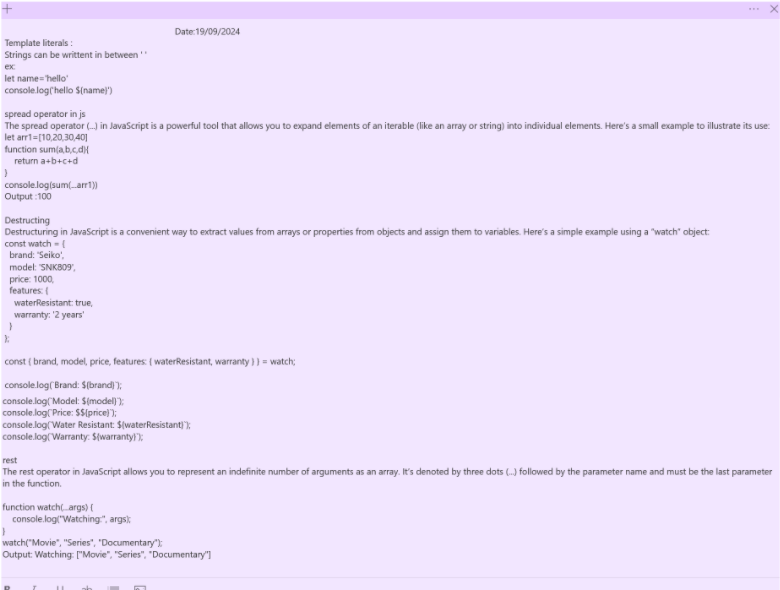 Date:19/09/2024
Template literals :
Strings can be writtent in between ' '
ex:
let name='hello'
console.log('hello ${name}')
spread operator in js
The spread operator (...) in JavaScript is a powerful tool that allows you to expand elements of an iterable (like an array or string) into individual elements. Here's a small example to illustrate its use:
let arr1=[10,20,30,40]
function sum(a,b,c,d){
return a+b+c+d
}
console.log(sum(...arr1))
Output :100
Destructing
Destructuring in JavaScript is a convenient way to extract values from arrays or properties from objects and assign them to variables. Here's a simple example using a "watch" object:
const watch = {
brand: 'Seiko',
model: 'SNK809',
price: 1000,
features: {
waterResistant: true,
warranty: '2 years'
}
};
const { brand, model, price, features: { waterResistant, warranty } } = watch;
console.log(`Brand: ${brand}`);
console.log(`Model: ${model}`);
console.log(`Price: $${price}`);
console.log(`Water Resistant: ${waterResistant}`);
console.log(`Warranty: ${warranty}`);
rest
The rest operator in JavaScript allows you to represent an indefinite number of arguments as an array. It's denoted by three dots (...) followed by the parameter name and must be the last parameter
in the function.
function watch(...args) {
console.log("Watching:", args);
}
watch("Movie", "Series", "Documentary");
Output: Watching: ["Movie", "Series", "Documentary"]
B I U ab